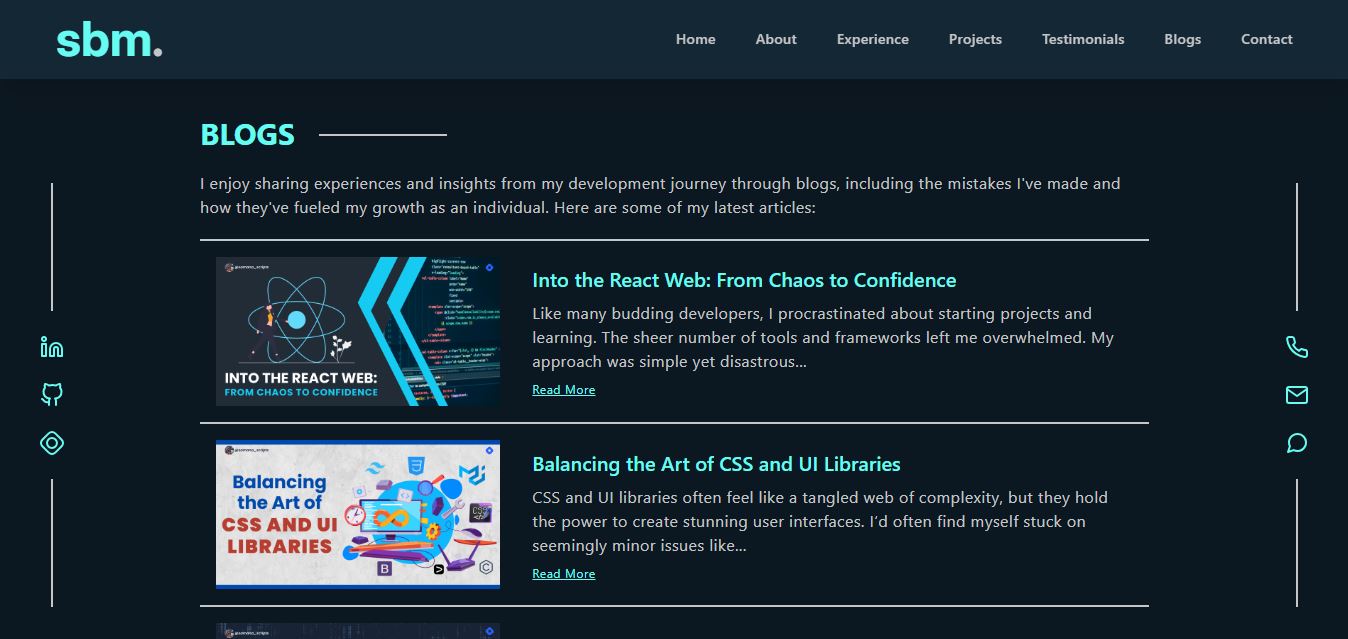 sbm.
Home About Experience Projects Testimonials Blogs Contact
BLOGS
I enjoy sharing experiences and insights from my development journey through blogs, including the mistakes I've made and
how they've fueled my growth as an individual. Here are some of my latest articles:
INTO THE REACT WEB:
FROM CHAOS TO CONFIDENCE
Into the React Web: From Chaos to Confidence
Like many budding developers, I procrastinated about starting projects and
learning. The sheer number of tools and frameworks left me overwhelmed. My
approach was simple yet disastrous...
Read More
Balancing
the Art of
CSS AND UI
LIBRARIES
CSS
Balancing the Art of CSS and UI Libraries
CSS and UI libraries often feel like a tangled web of complexity, but they hold
the power to create stunning user interfaces. I’d often find myself stuck on
seemingly minor issues like...
Read More